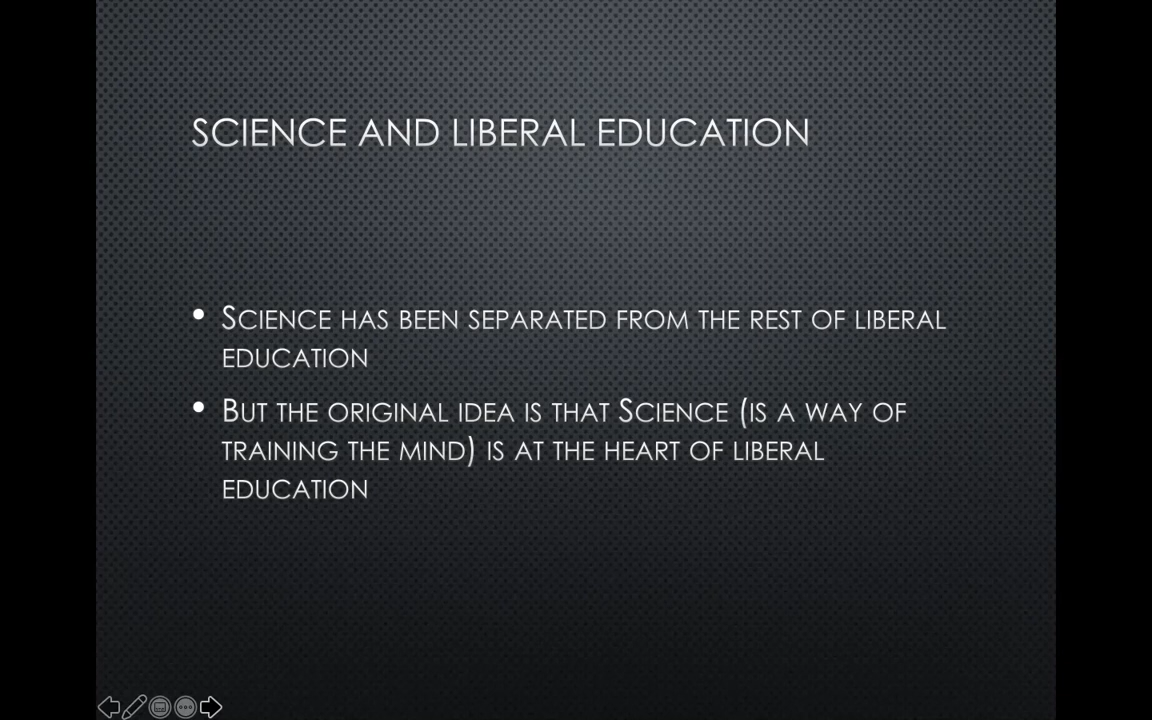 SCIENCE AND LIBERAL EDUCATION
• SCIENCE HAS BEEN SEPARATED FROM THE REST OF LIBERAL
EDUCATION
• BUT THE ORIGINAL IDEA IS THAT SCIENCE (IS A WAY OF
TRAINING THE MIND) IS AT THE HEART OF LIBERAL
EDUCATION